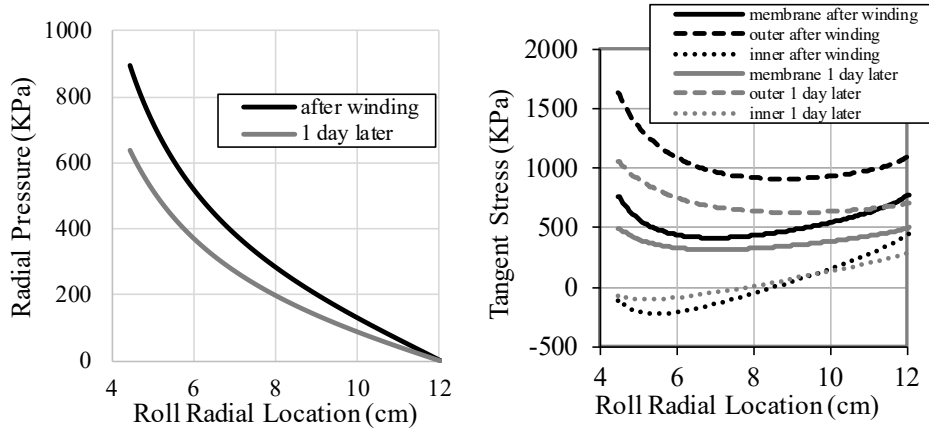 Radial Pressure (KPa)
1000
800
600
400
200
0
after winding
1 day later
4
6
8
10
12
Roll Radial Location (cm)
membrane after winding
outer after winding
inner after winding
membrane 1 day later
outer 1 day later
inner 1 day later
Tangent Stress (KPa)
2000
1500
1000
500
0
-500
4
6
8
10
12
Roll Radial Location (cm)